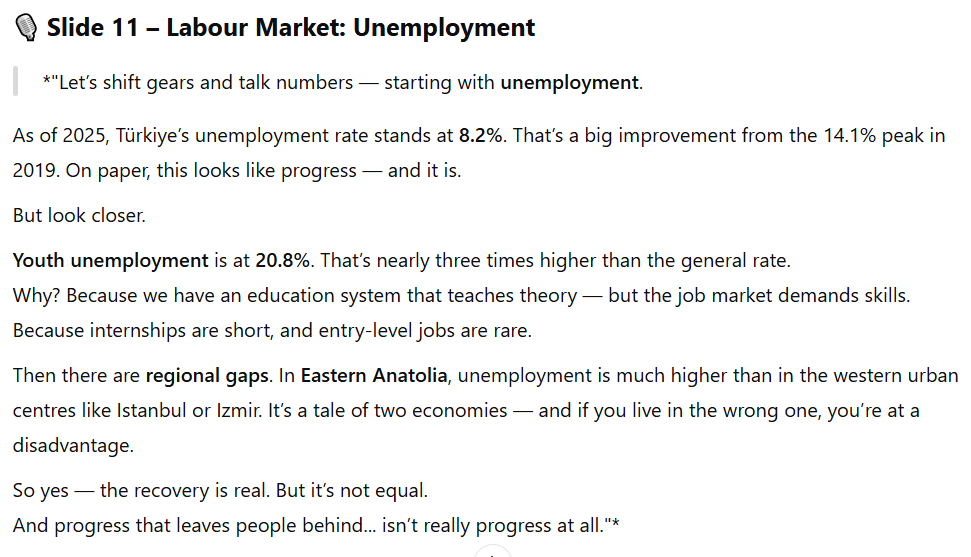 🎙️ Slide 11 – Labour Market: Unemployment
*"Let’s shift gears and talk numbers — starting with unemployment.
As of 2025, Türkiye’s unemployment rate stands at 8.2%. That’s a big improvement from the 14.1% peak in
2019. On paper, this looks like progress — and it is.
But look closer.
Youth unemployment is at 20.8%. That’s nearly three times higher than the general rate.
Why? Because we have an education system that teaches theory — but the job market demands skills.
Because internships are short, and entry-level jobs are rare.
Then there are regional gaps. In Eastern Anatolia, unemployment is much higher than in the western urban
centres like Istanbul or Izmir. It’s a tale of two economies — and if you live in the wrong one, you’re at a
disadvantage.
So yes — the recovery is real. But it’s not equal.
And progress that leaves people behind… isn’t really progress at all."*